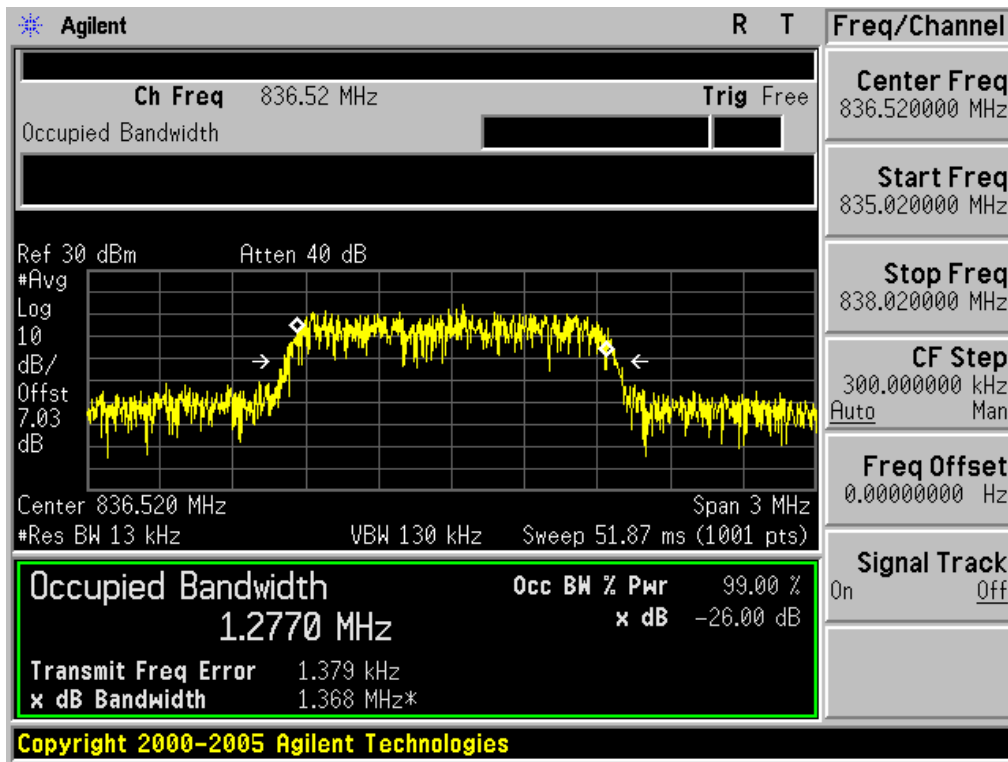 Agilent R T
Ch Freq 836.52 MHz Trig Free
Occupied Bandwidth
Ref 30 dBm Atten 40 dB
#Avg
Log
10
dB/
Offst
7.03
dB
Center 836.520 MHz Span 3 MHz
#Res BW 13 kHz VBW 130 kHz Sweep 51.87 ms (1001 pts)
Occupied Bandwidth Occ BW % Pwr 99.00 %
1.2770 MHz x dB -26.00 dB
Transmit Freq Error 1.379 kHz
x dB Bandwidth 1.368 MHz*
Copyright 2000-2005 Agilent Technologies
Freq/Channel
Center Freq
836.520000 MHz
Start Freq
835.020000 MHz
Stop Freq
838.020000 MHz
CF Step
300.000000 kHz
Auto Man
Freq Offset
0.00000000 Hz
Signal Track
On Off